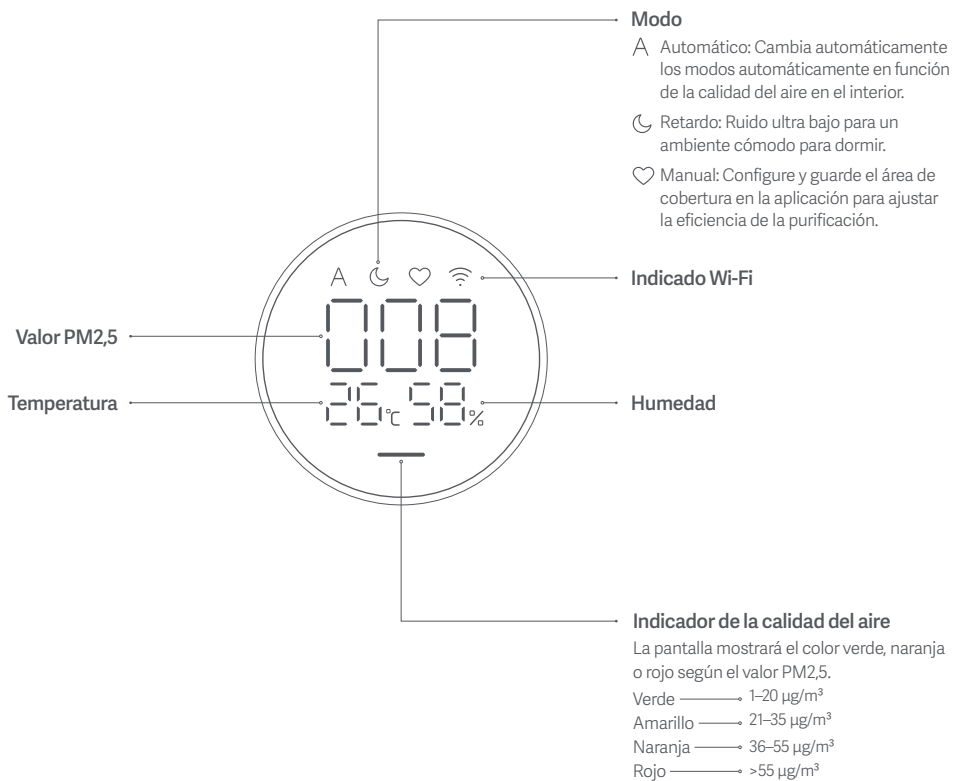 Modo
A Automático: Cambia automáticamente
los modos automáticamente en función
de la calidad del aire en el interior.
Retardo: Ruido ultra bajo para un
ambiente cómodo para dormir.
Manual: Configure y guarde el área de
cobertura en la aplicación para ajustar
la eficiencia de la purificación.
A
Indicado Wi-Fi
Valor PM2,5
008
Temperatura
26℃ 58%
Humedad
Indicador de la calidad del aire
La pantalla mostrará el color verde, naranja
o rojo según el valor PM2,5.
Verde 1–20 µg/m³
Amarillo 21–35 µg/m³
Naranja 36–55 µg/m³
Rojo >55 µg/m³